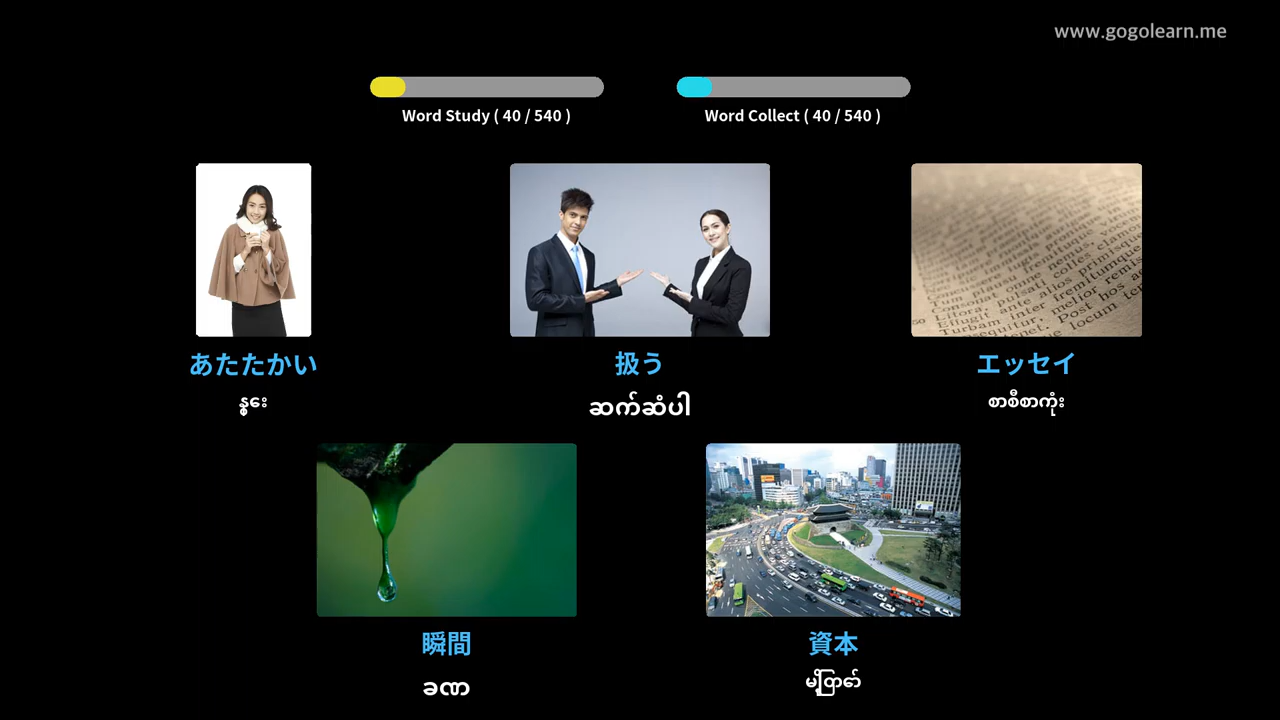 www.gogolearn.me
Word Study ( 40 / 540 )
Word Collect ( 40 / 540 )
あたたかい
扱う
エッセイ
နွေး
ဆက်ဆံပါ
စာစီစာကုံး
瞬間
資本
ခဏ
မြို့တော်